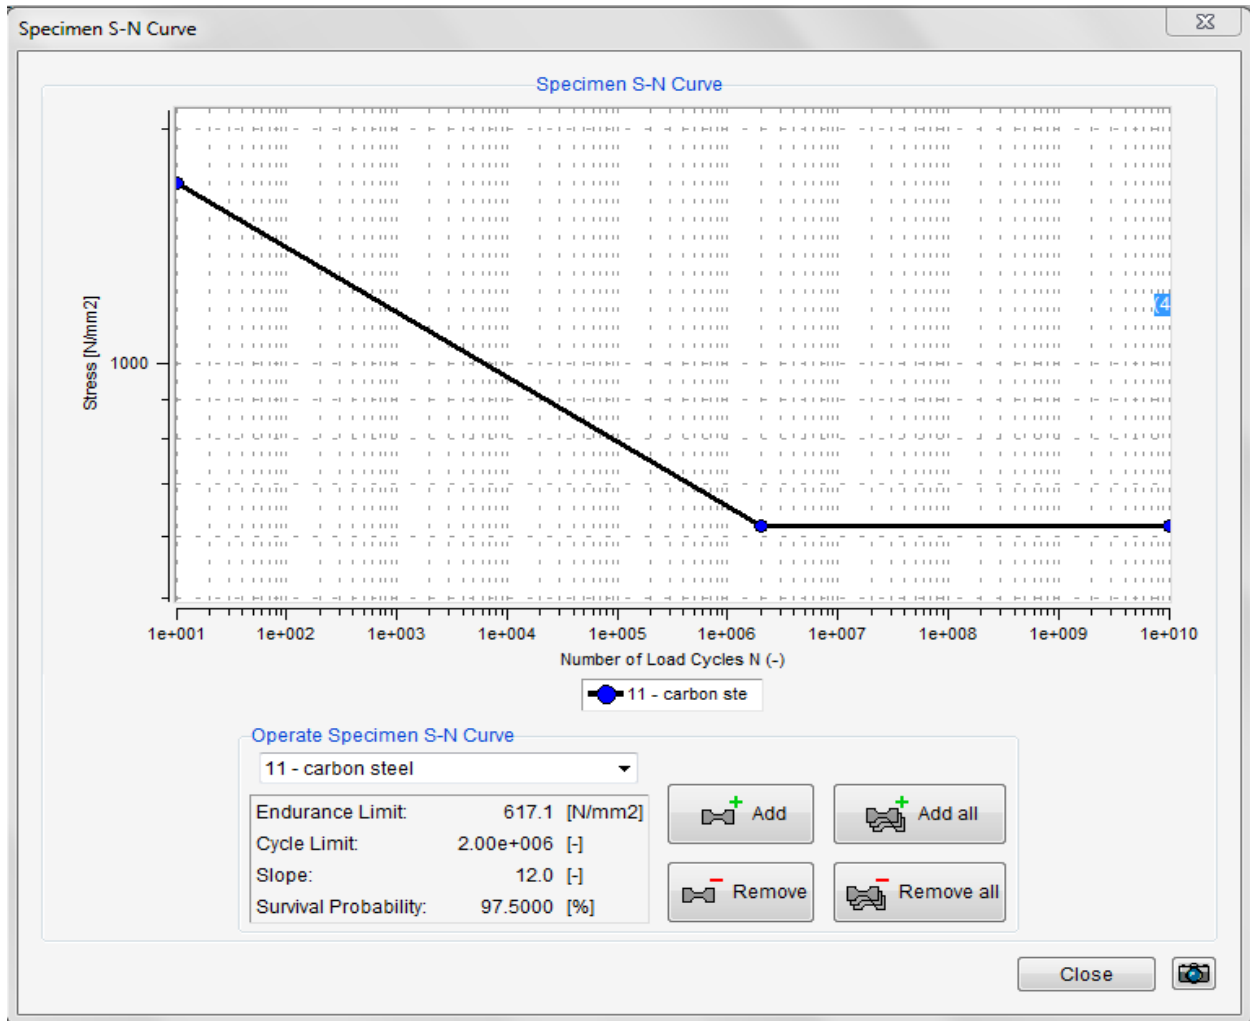 Specimen S-N Curve
Specimen S-N Curve
Stress [N/mm2]
1000
(4
1e+001 1e+002 1e+003 1e+004 1e+005 1e+006 1e+007 1e+008 1e+009 1e+010
Number of Load Cycles N (-)
11 - carbon ste
Operate Specimen S-N Curve
11 - carbon steel
Endurance Limit: 617.1 [N/mm2]
Cycle Limit: 2.00e+006 [-]
Slope: 12.0 [-]
Survival Probability: 97.5000 [%]
Add
Add all
Remove
Remove all
Close